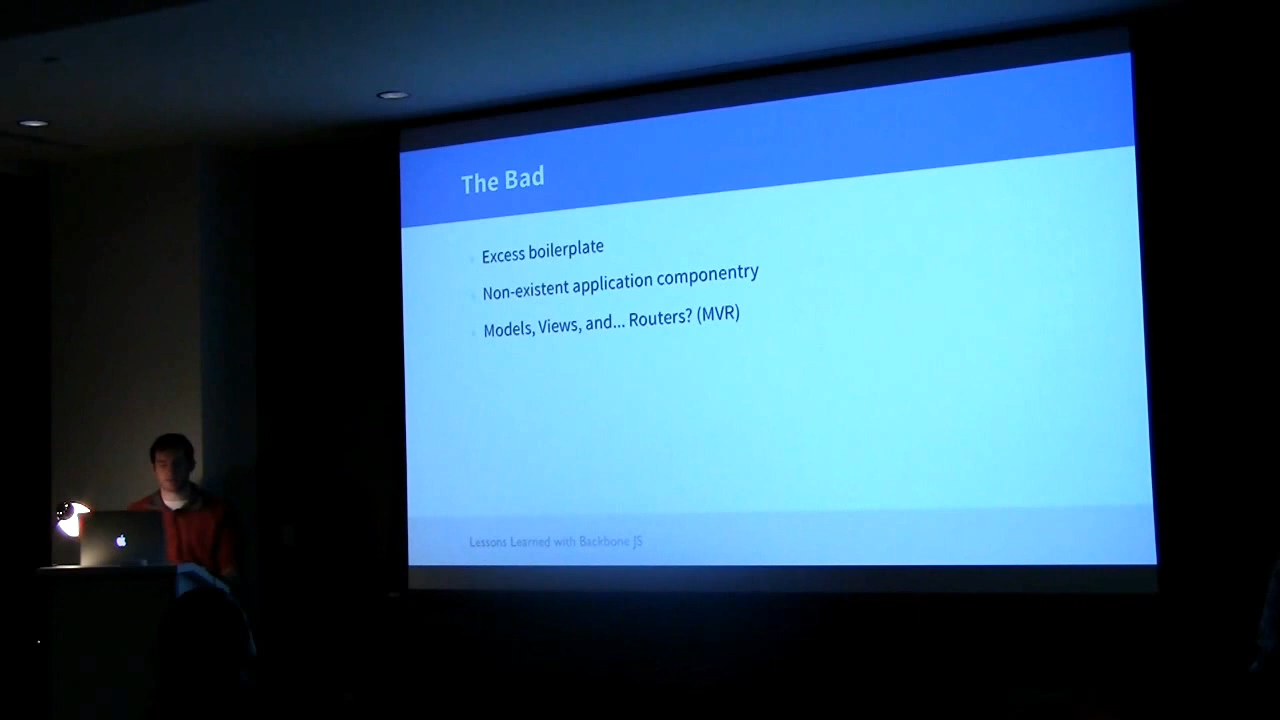 The Bad
Excess boilerplate
Non-existent application componentry
Models, Views, and... Routers? (MVR)
Lessons Learned with Backbone JS